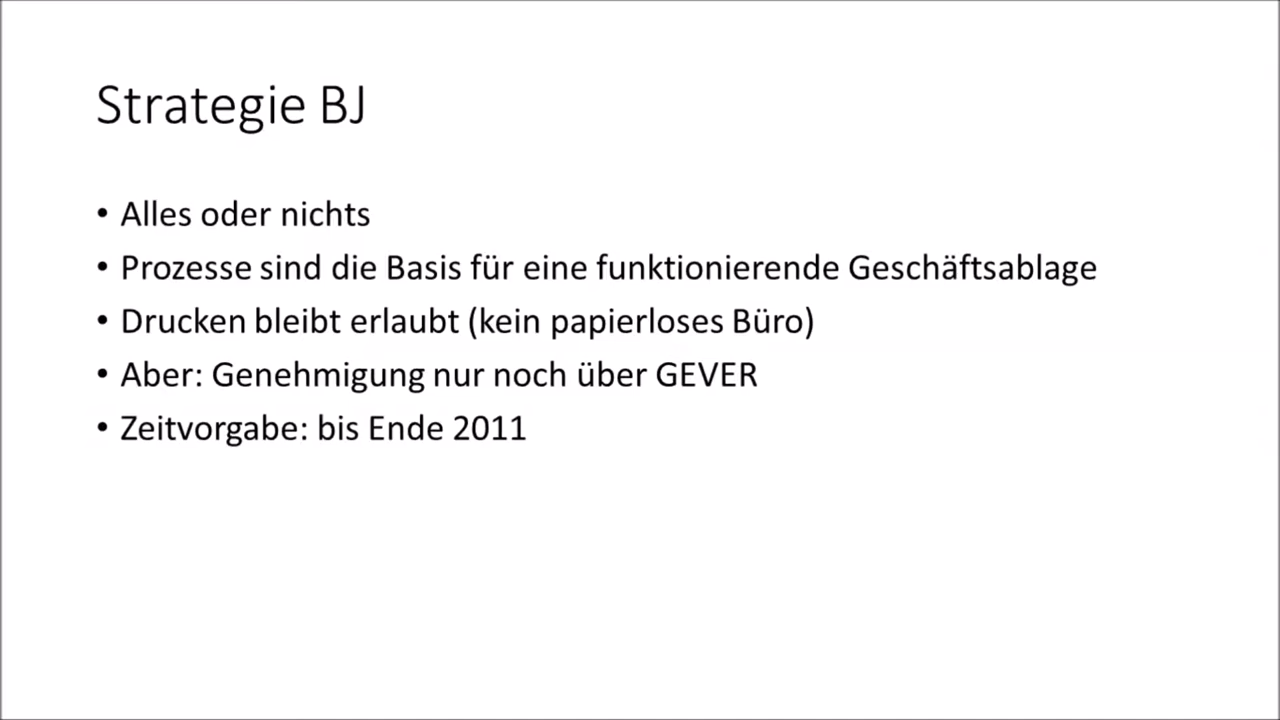 Strategie BJ
• Alles oder nichts
• Prozesse sind die Basis für eine funktionierende Geschäftsablage
• Drucken bleibt erlaubt (kein papierloses Büro)
• Aber: Genehmigung nur noch über GEVER
• Zeitvorgabe: bis Ende 2011